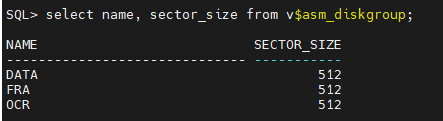 SQL> select name, sector_size from v$asm_diskgroup;
NAME                           SECTOR_SIZE
------------------------------ -----------
DATA                                   512
FRA                                    512
OCR                                    512